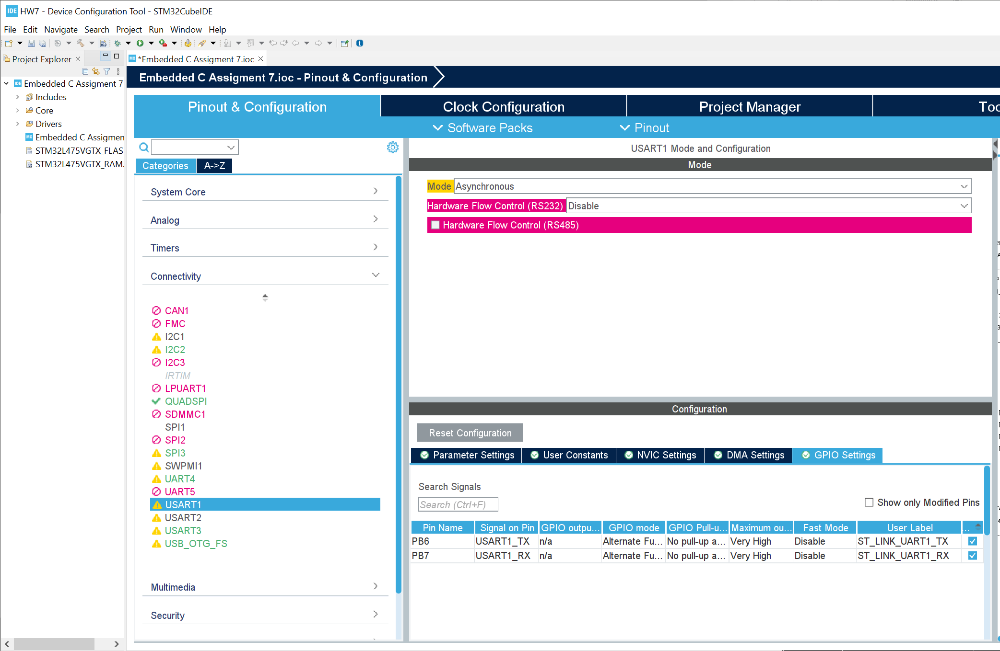 IDE HW7 - Device Configuration Tool - STM32CubeIDE
File Edit Navigate Search Project Run Window Help
Project Explorer
MX *Embedded C Assigment 7.ioc
IDE Embedded C Assigment 7
Includes
Core
Drivers
MX Embedded C Assigmen
STM32L475VGTX_FLAS
STM32L475VGTX_RAM.
Embedded C Assigment 7.ioc - Pinout & Configuration
Pinout & Configuration
Clock Configuration
Project Manager
Too
Software Packs
Pinout
Categories
A->Z
System Core
Analog
Timers
Connectivity
CAN1
FMC
I2C1
I2C2
I2C3
IRTIM
LPUART1
QUADSPI
SDMMC1
SPI1
SPI2
SPI3
SWPMI1
UART4
UART5
USART1
USART2
USART3
USB_OTG_FS
Multimedia
Security
USART1 Mode and Configuration
Mode
Mode Asynchronous
Hardware Flow Control (RS232) Disable
Hardware Flow Control (RS485)
Configuration
Reset Configuration
Parameter Settings
User Constants
NVIC Settings
DMA Settings
GPIO Settings
Search Signals
Search (Ctrl+F)
Show only Modified Pins
Pin Name Signal on Pin GPIO outpu... GPIO mode GPIO Pull-u... Maximum ou... Fast Mode User Label ...
PB6 USART1_TX n/a Alternate Fu... No pull-up a... Very High Disable ST_LINK_UART1_TX
PB7 USART1_RX n/a Alternate Fu... No pull-up a... Very High Disable ST_LINK_UART1_RX